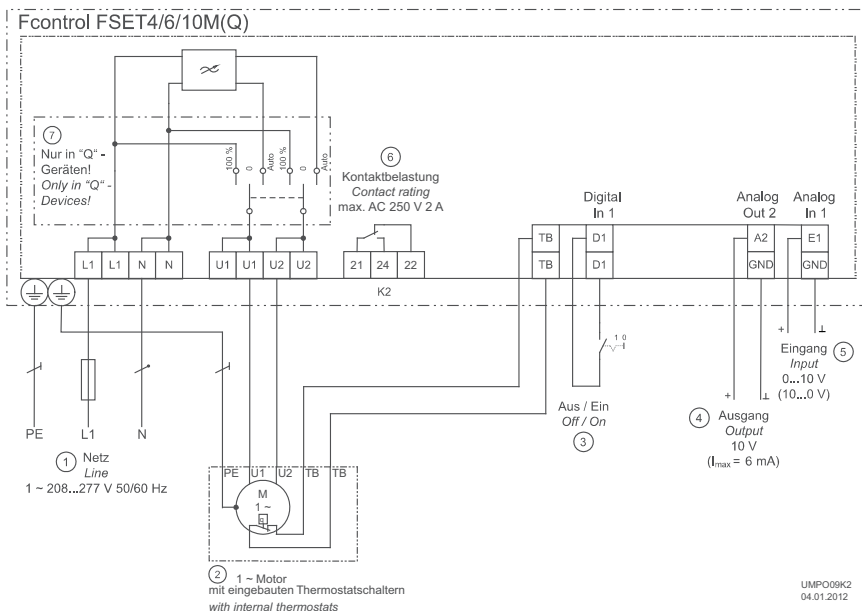 Fcontrol FSET4/6/10M(Q)
7
Nur in "Q" -
Geräten!
Only in "Q" -
Devices!
100 %
0
Auto
100 %
0
Auto
6
Kontaktbelastung
Contact rating
max. AC 250 V 2 A
Digital
In 1
Analog
Out 2
Analog
In 1
TB
D1
A2
E1
L1
L1
N
N
U1
U1
U2
U2
21
24
22
TB
D1
GND
GND
K2
1 0
+
⊥
Eingang
Input
0...10 V
(10...0 V)
5
Aus / Ein
Off / On
3
+
⊥
4
Ausgang
Output
10 V
(Imax = 6 mA)
PE
L1
N
1
Netz
Line
1 ~ 208...277 V 50/60 Hz
PE
U1
U2
TB
TB
M
1 ~
2
1 ~ Motor
mit eingebauten Thermostatschaltern
with internal thermostats
UMPO09K2
04.01.2012